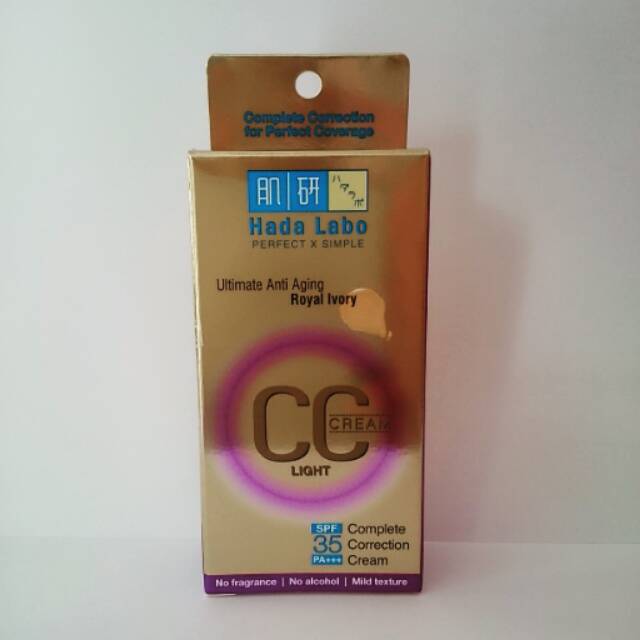 Complete Correction
for Perfect Coverage
肌研 ハダラボ
Hada Labo
PERFECT X SIMPLE
Ultimate Anti Aging
Royal Ivory
CC
CREAM
LIGHT
SPF
35
PA+++
Complete
Correction
Cream
No fragrance | No alcohol | Mild texture